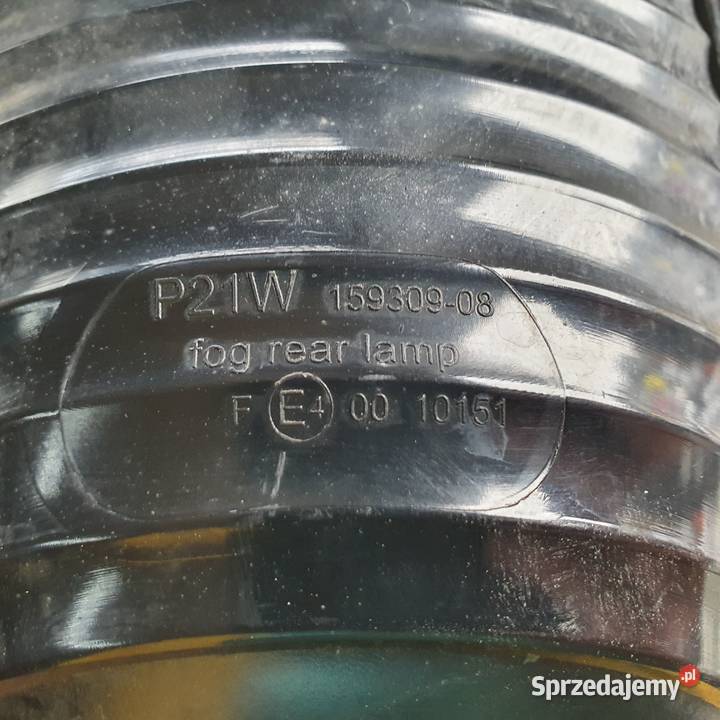 P21W 159309-08
fog rear lamp
F E4 00 10151
Sprzedajemy.pl